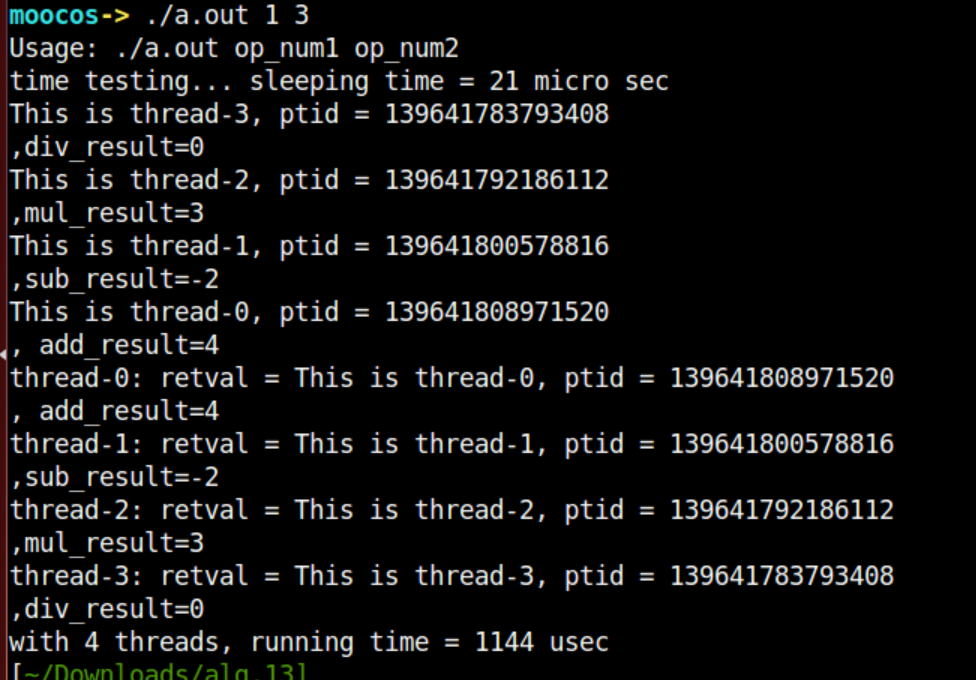 moocos-> ./a.out 1 3
Usage: ./a.out op_num1 op_num2
time testing... sleeping time = 21 micro sec
This is thread-3, ptid = 139641783793408
,div_result=0
This is thread-2, ptid = 139641792186112
,mul_result=3
This is thread-1, ptid = 139641800578816
,sub_result=-2
This is thread-0, ptid = 139641808971520
, add_result=4
thread-0: retval = This is thread-0, ptid = 139641808971520
, add_result=4
thread-1: retval = This is thread-1, ptid = 139641800578816
,sub_result=-2
thread-2: retval = This is thread-2, ptid = 139641792186112
,mul_result=3
thread-3: retval = This is thread-3, ptid = 139641783793408
,div_result=0
with 4 threads, running time = 1144 usec
[~/Downloads/alg.13]